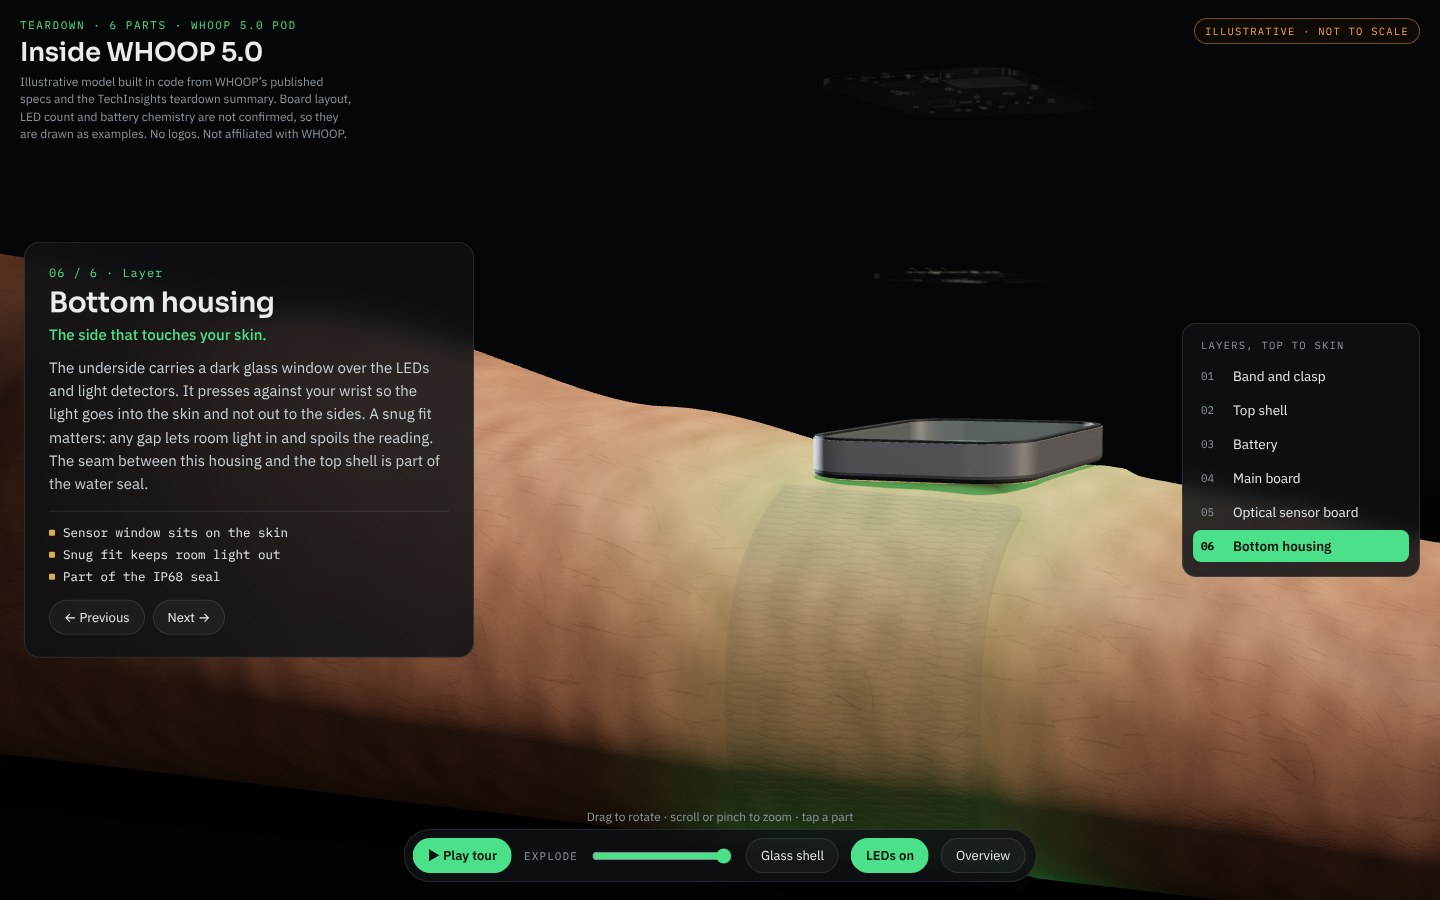 TEARDOWN · 6 PARTS · WHOOP 5.0 POD
Inside WHOOP 5.0
Illustrative model built in code from WHOOP's published
specs and the TechInsights teardown summary. Board layout,
LED count and battery chemistry are not confirmed, so they
are drawn as examples. No logos. Not affiliated with WHOOP.
ILLUSTRATIVE · NOT TO SCALE
06 / 6 · Layer
Bottom housing
The side that touches your skin.
The underside carries a dark glass window over the LEDs
and light detectors. It presses against your wrist so the
light goes into the skin and not out to the sides. A snug fit
matters: any gap lets room light in and spoils the reading.
The seam between this housing and the top shell is part of
the water seal.
Sensor window sits on the skin
Snug fit keeps room light out
Part of the IP68 seal
← Previous
Next →
LAYERS, TOP TO SKIN
01 Band and clasp
02 Top shell
03 Battery
04 Main board
05 Optical sensor board
06 Bottom housing
Drag to rotate · scroll or pinch to zoom · tap a part
▶ Play tour
EXPLODE
Glass shell
LEDs on
Overview